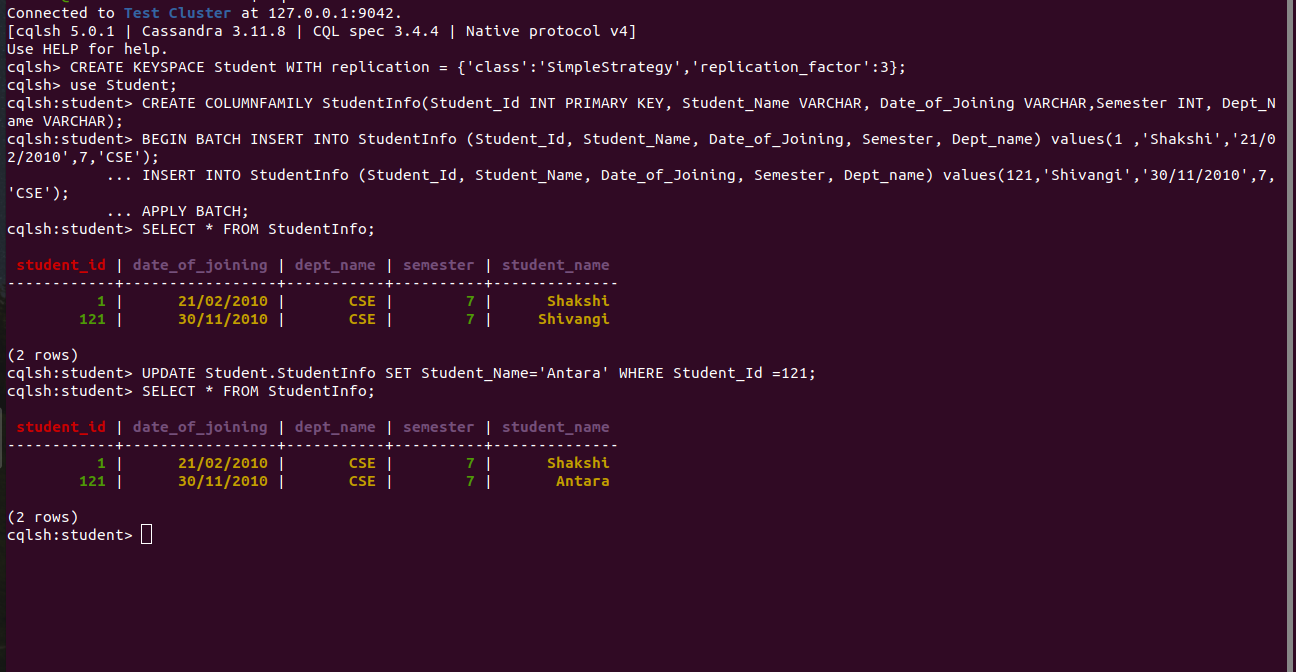 Connected to Test Cluster at 127.0.0.1:9042.
[cqlsh 5.0.1 | Cassandra 3.11.8 | CQL spec 3.4.4 | Native protocol v4]
Use HELP for help.
cqlsh> CREATE KEYSPACE Student WITH replication = {'class':'SimpleStrategy','replication_factor':3};
cqlsh> use Student;
cqlsh:student> CREATE COLUMNFAMILY StudentInfo(Student_Id INT PRIMARY KEY, Student_Name VARCHAR, Date_of_Joining VARCHAR,Semester INT, Dept_N
ame VARCHAR);
cqlsh:student> BEGIN BATCH INSERT INTO StudentInfo (Student_Id, Student_Name, Date_of_Joining, Semester, Dept_name) values(1 ,'Shakshi','21/0
2/2010',7,'CSE');
           ... INSERT INTO StudentInfo (Student_Id, Student_Name, Date_of_Joining, Semester, Dept_name) values(121,'Shivangi','30/11/2010',7,
'CSE');
           ... APPLY BATCH;
cqlsh:student> SELECT * FROM StudentInfo;

 student_id | date_of_joining | dept_name | semester | student_name
------------+-----------------+-----------+----------+--------------
          1 |      21/02/2010 |       CSE |        7 |      Shakshi
        121 |      30/11/2010 |       CSE |        7 |     Shivangi

(2 rows)
cqlsh:student> UPDATE Student.StudentInfo SET Student_Name='Antara' WHERE Student_Id =121;
cqlsh:student> SELECT * FROM StudentInfo;

 student_id | date_of_joining | dept_name | semester | student_name
------------+-----------------+-----------+----------+--------------
          1 |      21/02/2010 |       CSE |        7 |      Shakshi
        121 |      30/11/2010 |       CSE |        7 |       Antara

(2 rows)
cqlsh:student>